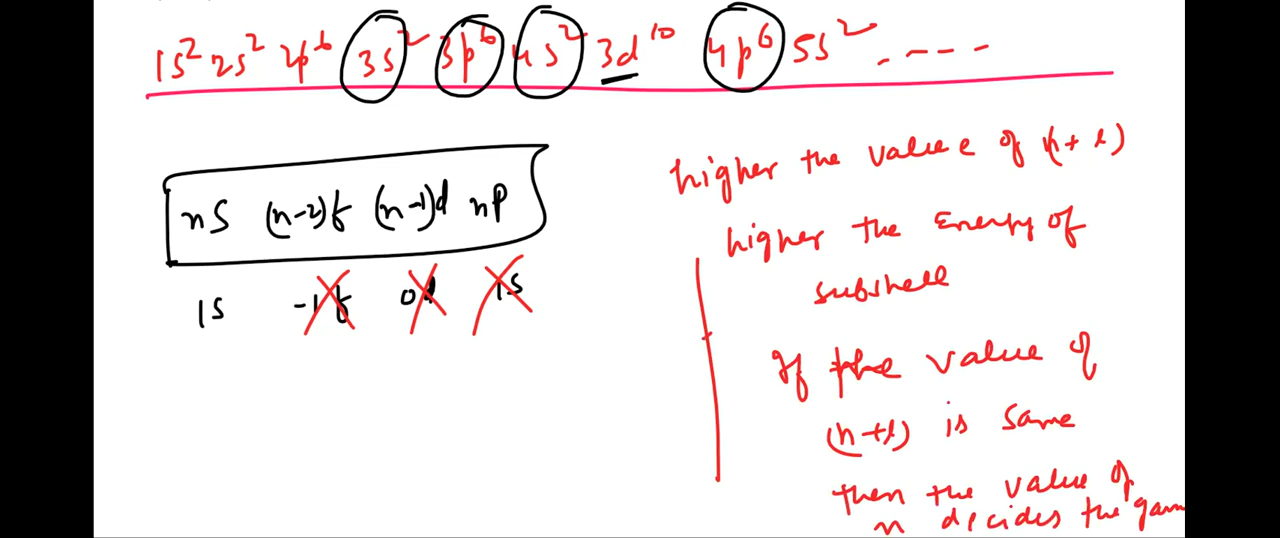 1s² 2s² 2p⁶ 3s² 3p⁶ 4s² 3d¹⁰ 4p⁶ 5s² . - - -
nS (n-2)f (n-1)d nP
1S -1f 0d 1S
higher the value of (n+l)
higher the Energy of
subshell
If the value of
(n+l) is same
then the value of
n decides the gam